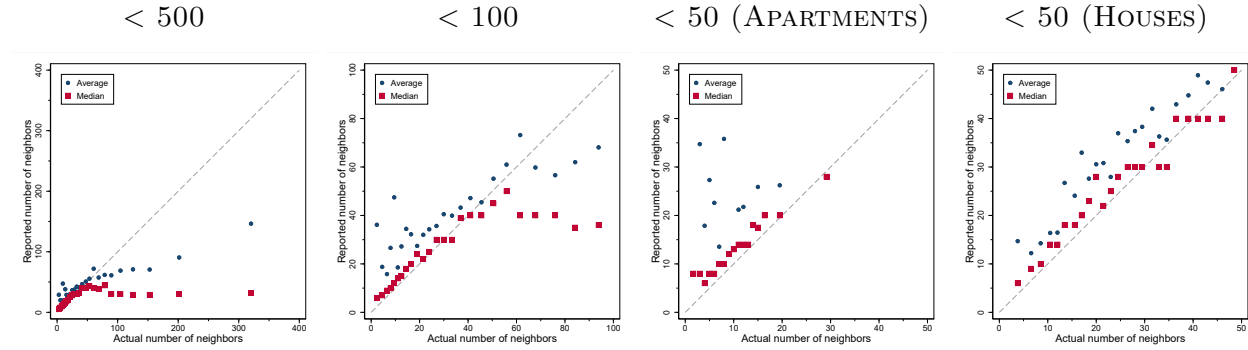 < 500
Reported number of neighbors
0 100 200 300 400
Average
Median
0 100 200 300 400
Actual number of neighbors
< 100
Reported number of neighbors
0 20 40 60 80 100
Average
Median
0 20 40 60 80 100
Actual number of neighbors
< 50 (APARTMENTS)
Reported number of neighbors
0 10 20 30 40 50
Average
Median
0 10 20 30 40 50
Actual number of neighbors
< 50 (HOUSES)
Reported number of neighbors
0 10 20 30 40 50
Average
Median
0 10 20 30 40 50
Actual number of neighbors